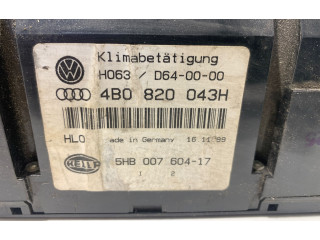 Klimabetätigung
H063 / D64-00-00
4B0 820 043H
HLO ade in Germany 16.11.99
HELLA 5HB 007 604-17
1 2